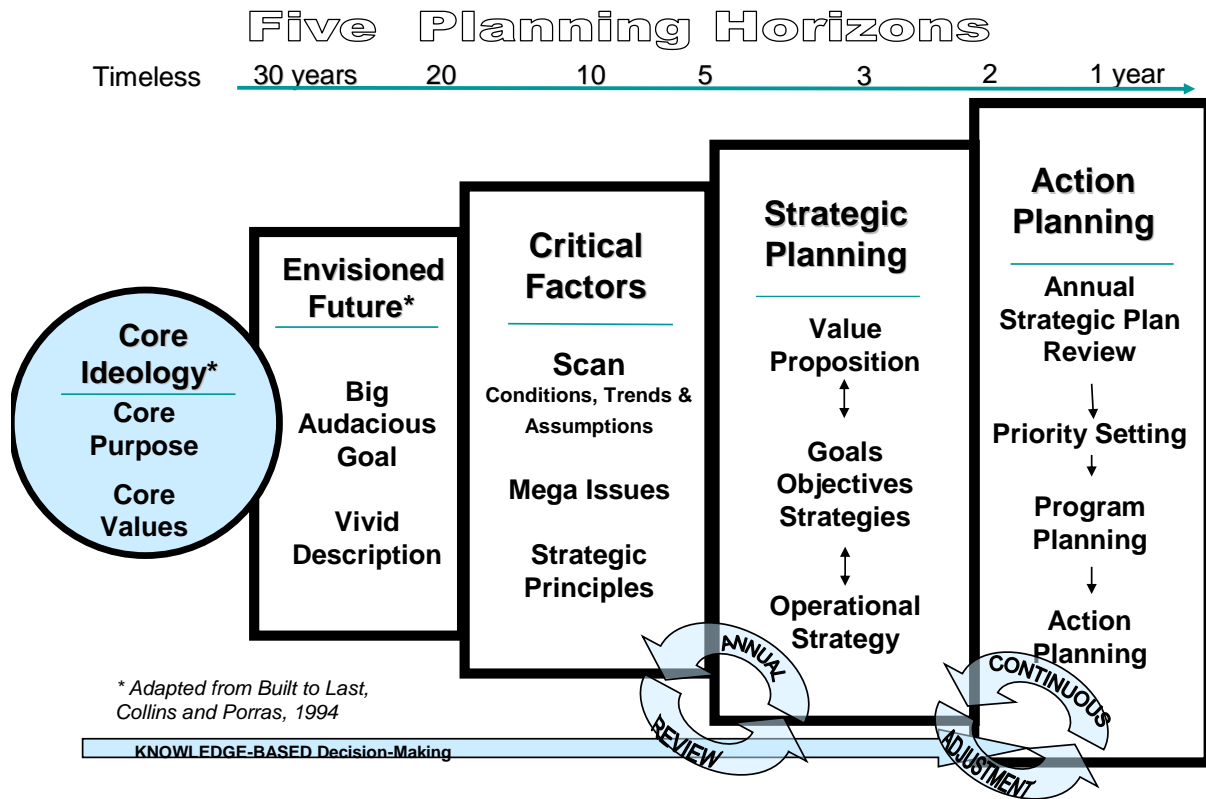 Five Planning Horizons
Timeless 30 years 20 10 5 3 2 1 year
Core
Ideology*
Core
Purpose
Core
Values
Envisioned
Future*
Big
Audacious
Goal
Vivid
Description
Critical
Factors
Scan
Conditions, Trends &
Assumptions
Mega Issues
Strategic
Principles
Strategic
Planning
Value
Proposition
Goals
Objectives
Strategies
Operational
Strategy
Action
Planning
Annual
Strategic Plan
Review
Priority Setting
Program
Planning
Action
Planning
ANNUAL
REVIEW
CONTINUOUS
ADJUSTMENT
* Adapted from Built to Last,
Collins and Porras, 1994
KNOWLEDGE-BASED Decision-Making